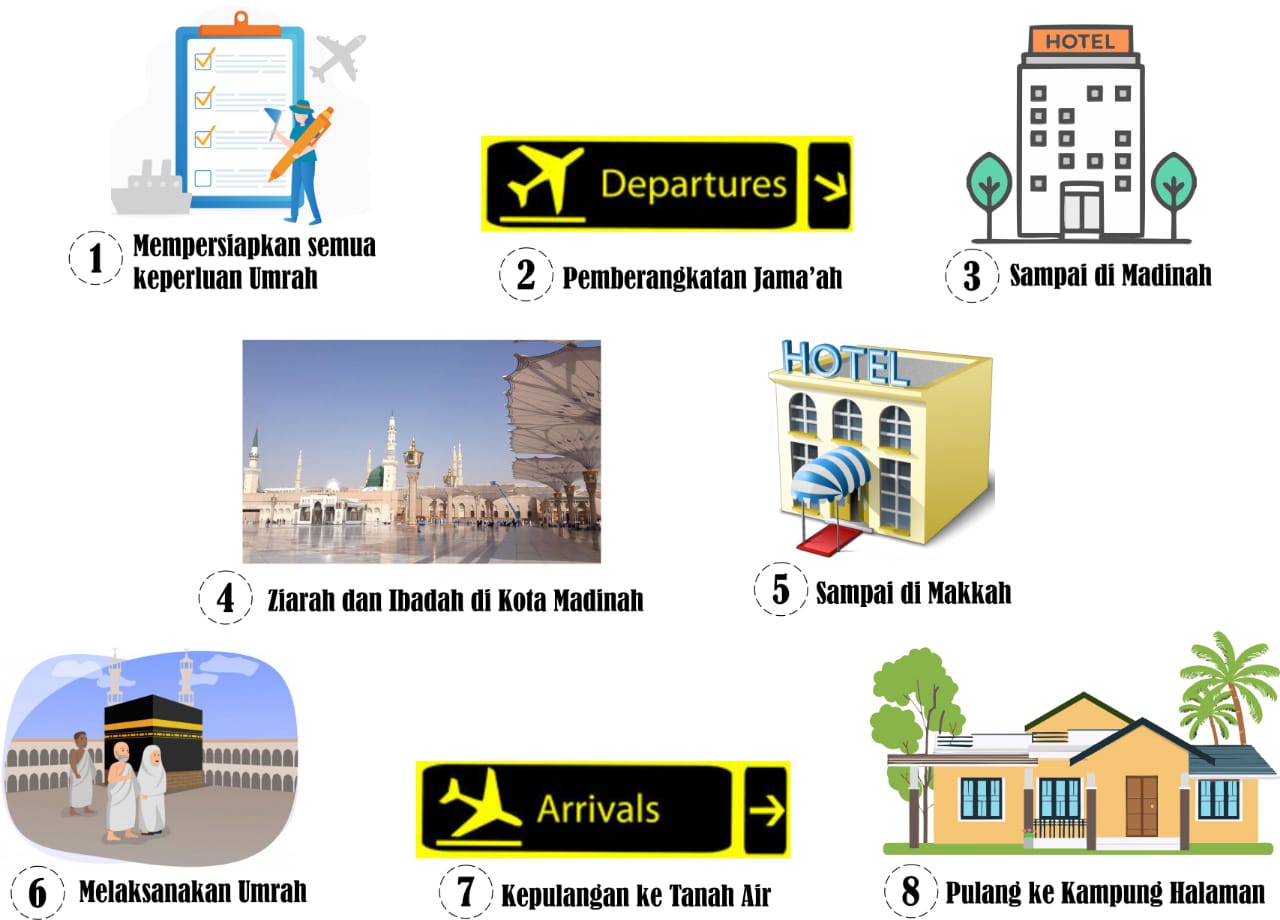 HOTEL
Departures
1 Mempersiapkan semua
keperluan Umrah
2 Pemberangkatan Jama’ah
3 Sampai di Madinah
HOTEL
4 Ziarah dan Ibadah di Kota Madinah
5 Sampai di Makkah
Arrivals
6 Melaksanakan Umrah
7 Kepulangan ke Tanah Air
8 Pulang ke Kampung Halaman